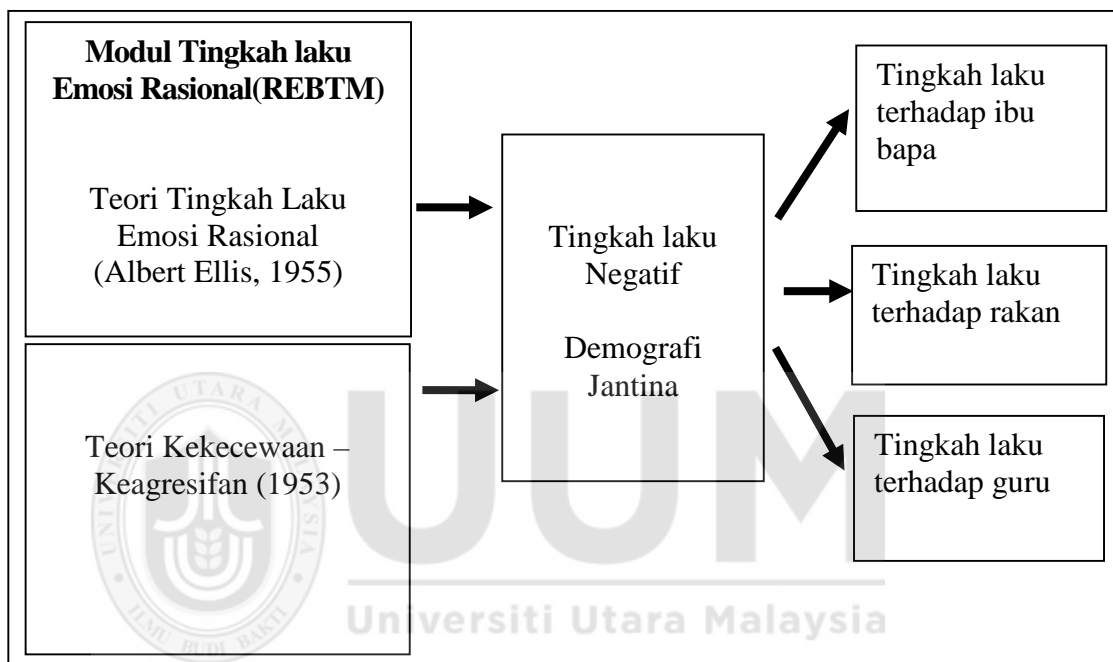 Modul Tingkah laku
Emosi Rasional(REBTM)
Teori Tingkah Laku
Emosi Rasional
(Albert Ellis, 1955)
Teori Kekecewaan –
Keagresifan (1953)
Tingkah laku
Negatif
Demografi
Jantina
Tingkah laku
terhadap ibu
bapa
Tingkah laku
terhadap rakan
Tingkah laku
terhadap guru
UNIVERSITI UTARA MALAYSIA
ILMU BUDI BAKTI
UUM
Universiti Utara Malaysia